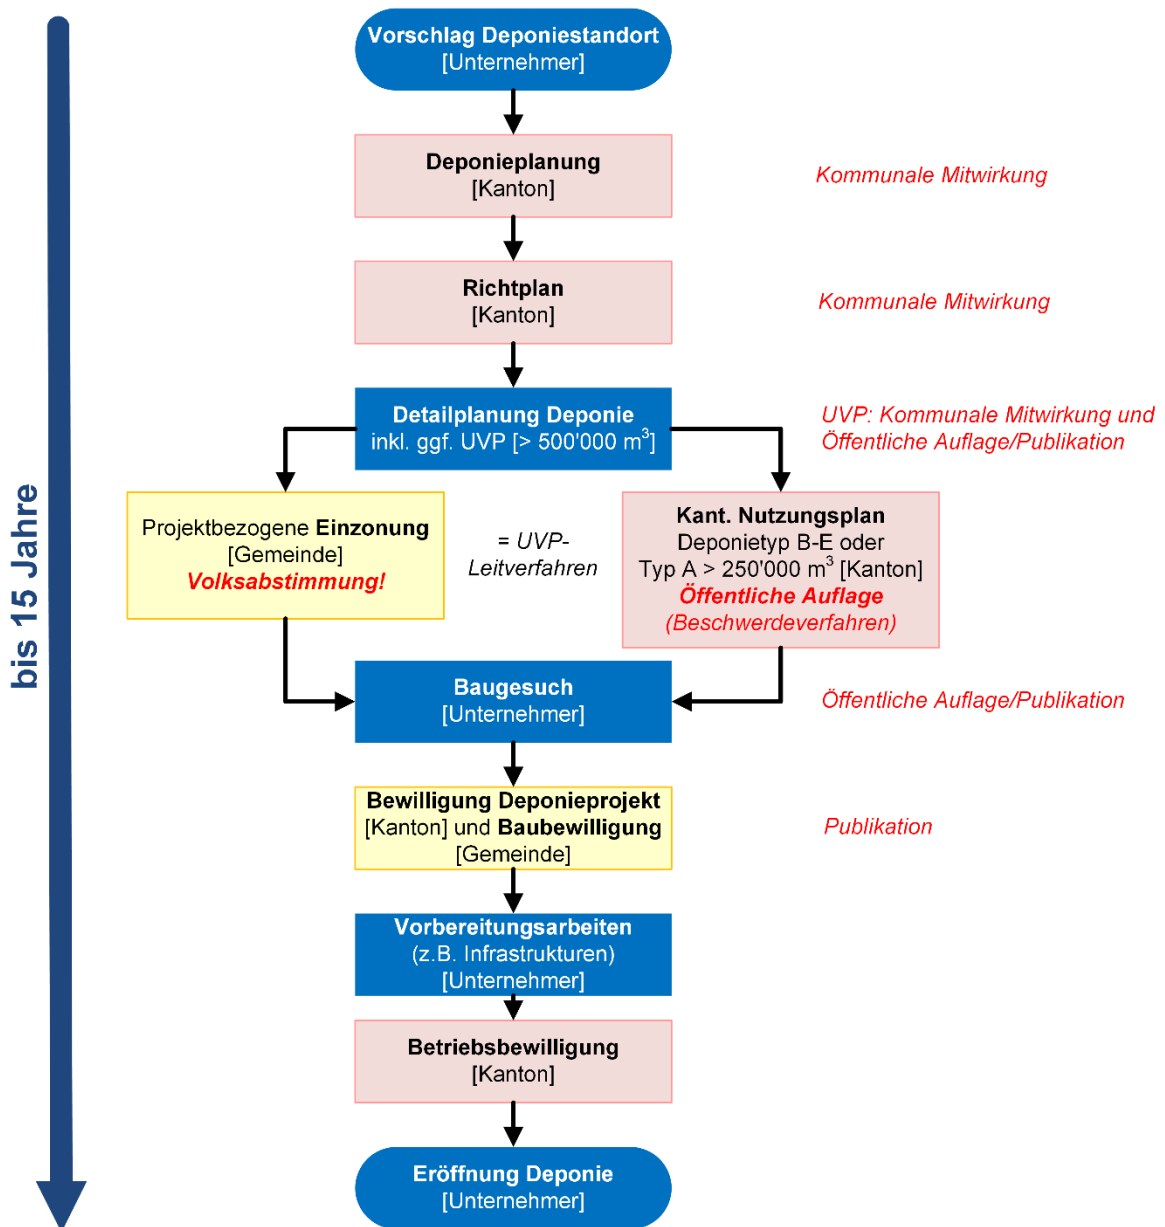 bis 15 Jahre
Vorschlag Deponiestandort
[Unternehmer]
Deponieplanung
[Kanton]
Kommunale Mitwirkung
Richtplan
[Kanton]
Kommunale Mitwirkung
Detailplanung Deponie
inkl. ggf. UVP [> 500'000 m³]
UVP: Kommunale Mitwirkung und
Öffentliche Auflage/Publikation
Projektbezogene Einzonung
[Gemeinde]
Volksabstimmung!
= UVP-
Leitverfahren
Kant. Nutzungsplan
Deponietyp B-E oder
Typ A > 250'000 m³ [Kanton]
Öffentliche Auflage
(Beschwerdeverfahren)
Baugesuch
[Unternehmer]
Öffentliche Auflage/Publikation
Bewilligung Deponieprojekt
[Kanton] und Baubewilligung
[Gemeinde]
Publikation
Vorbereitungsarbeiten
(z.B. Infrastrukturen)
[Unternehmer]
Betriebsbewilligung
[Kanton]
Eröffnung Deponie
[Unternehmer]